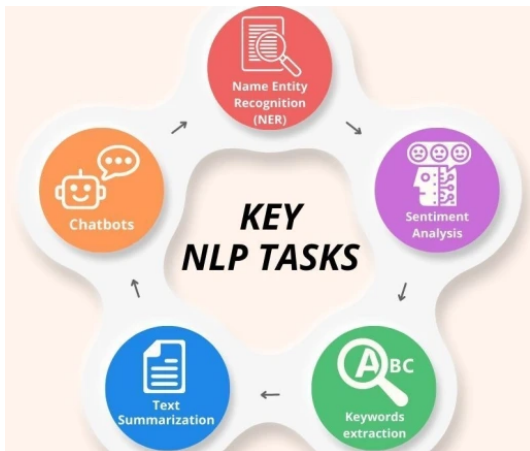 Name Entity
Recognition
(NER)
Chatbots
Sentiment
Analysis
KEY
NLP TASKS
ABC
Text
Summarization
Keywords
extraction